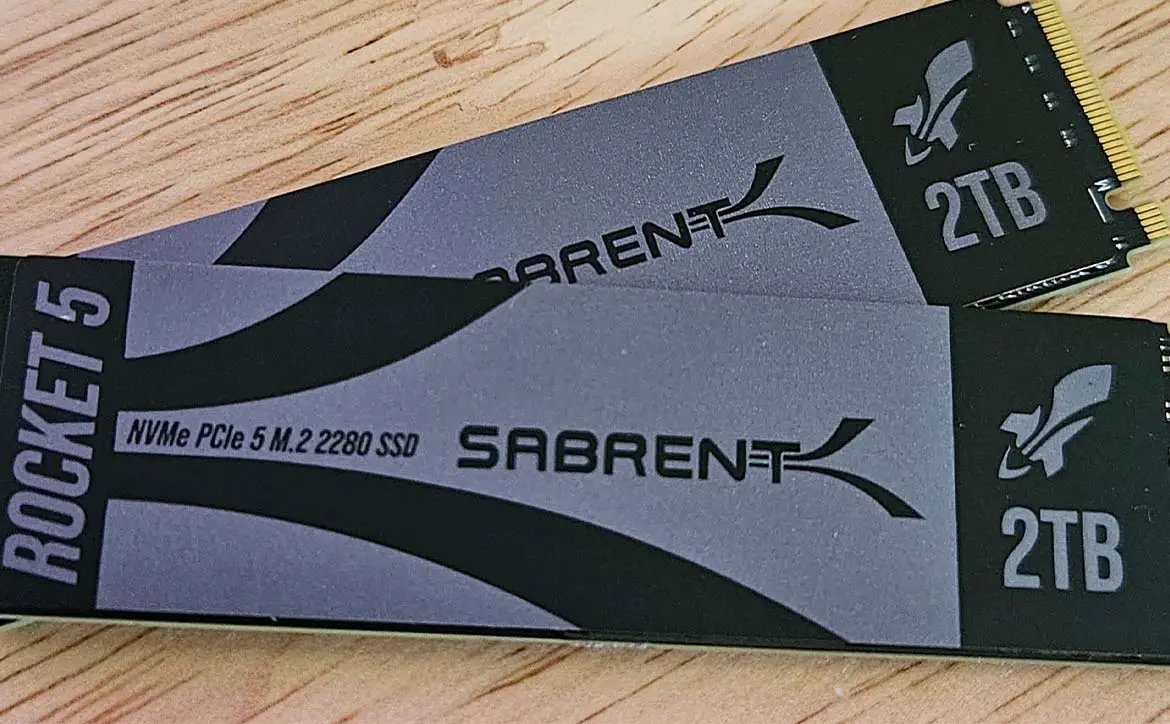 2TB
SABRENT
ROCKET 5
NVMe PCIe 5 M.2 2280 SSD
SABRENT
2TB